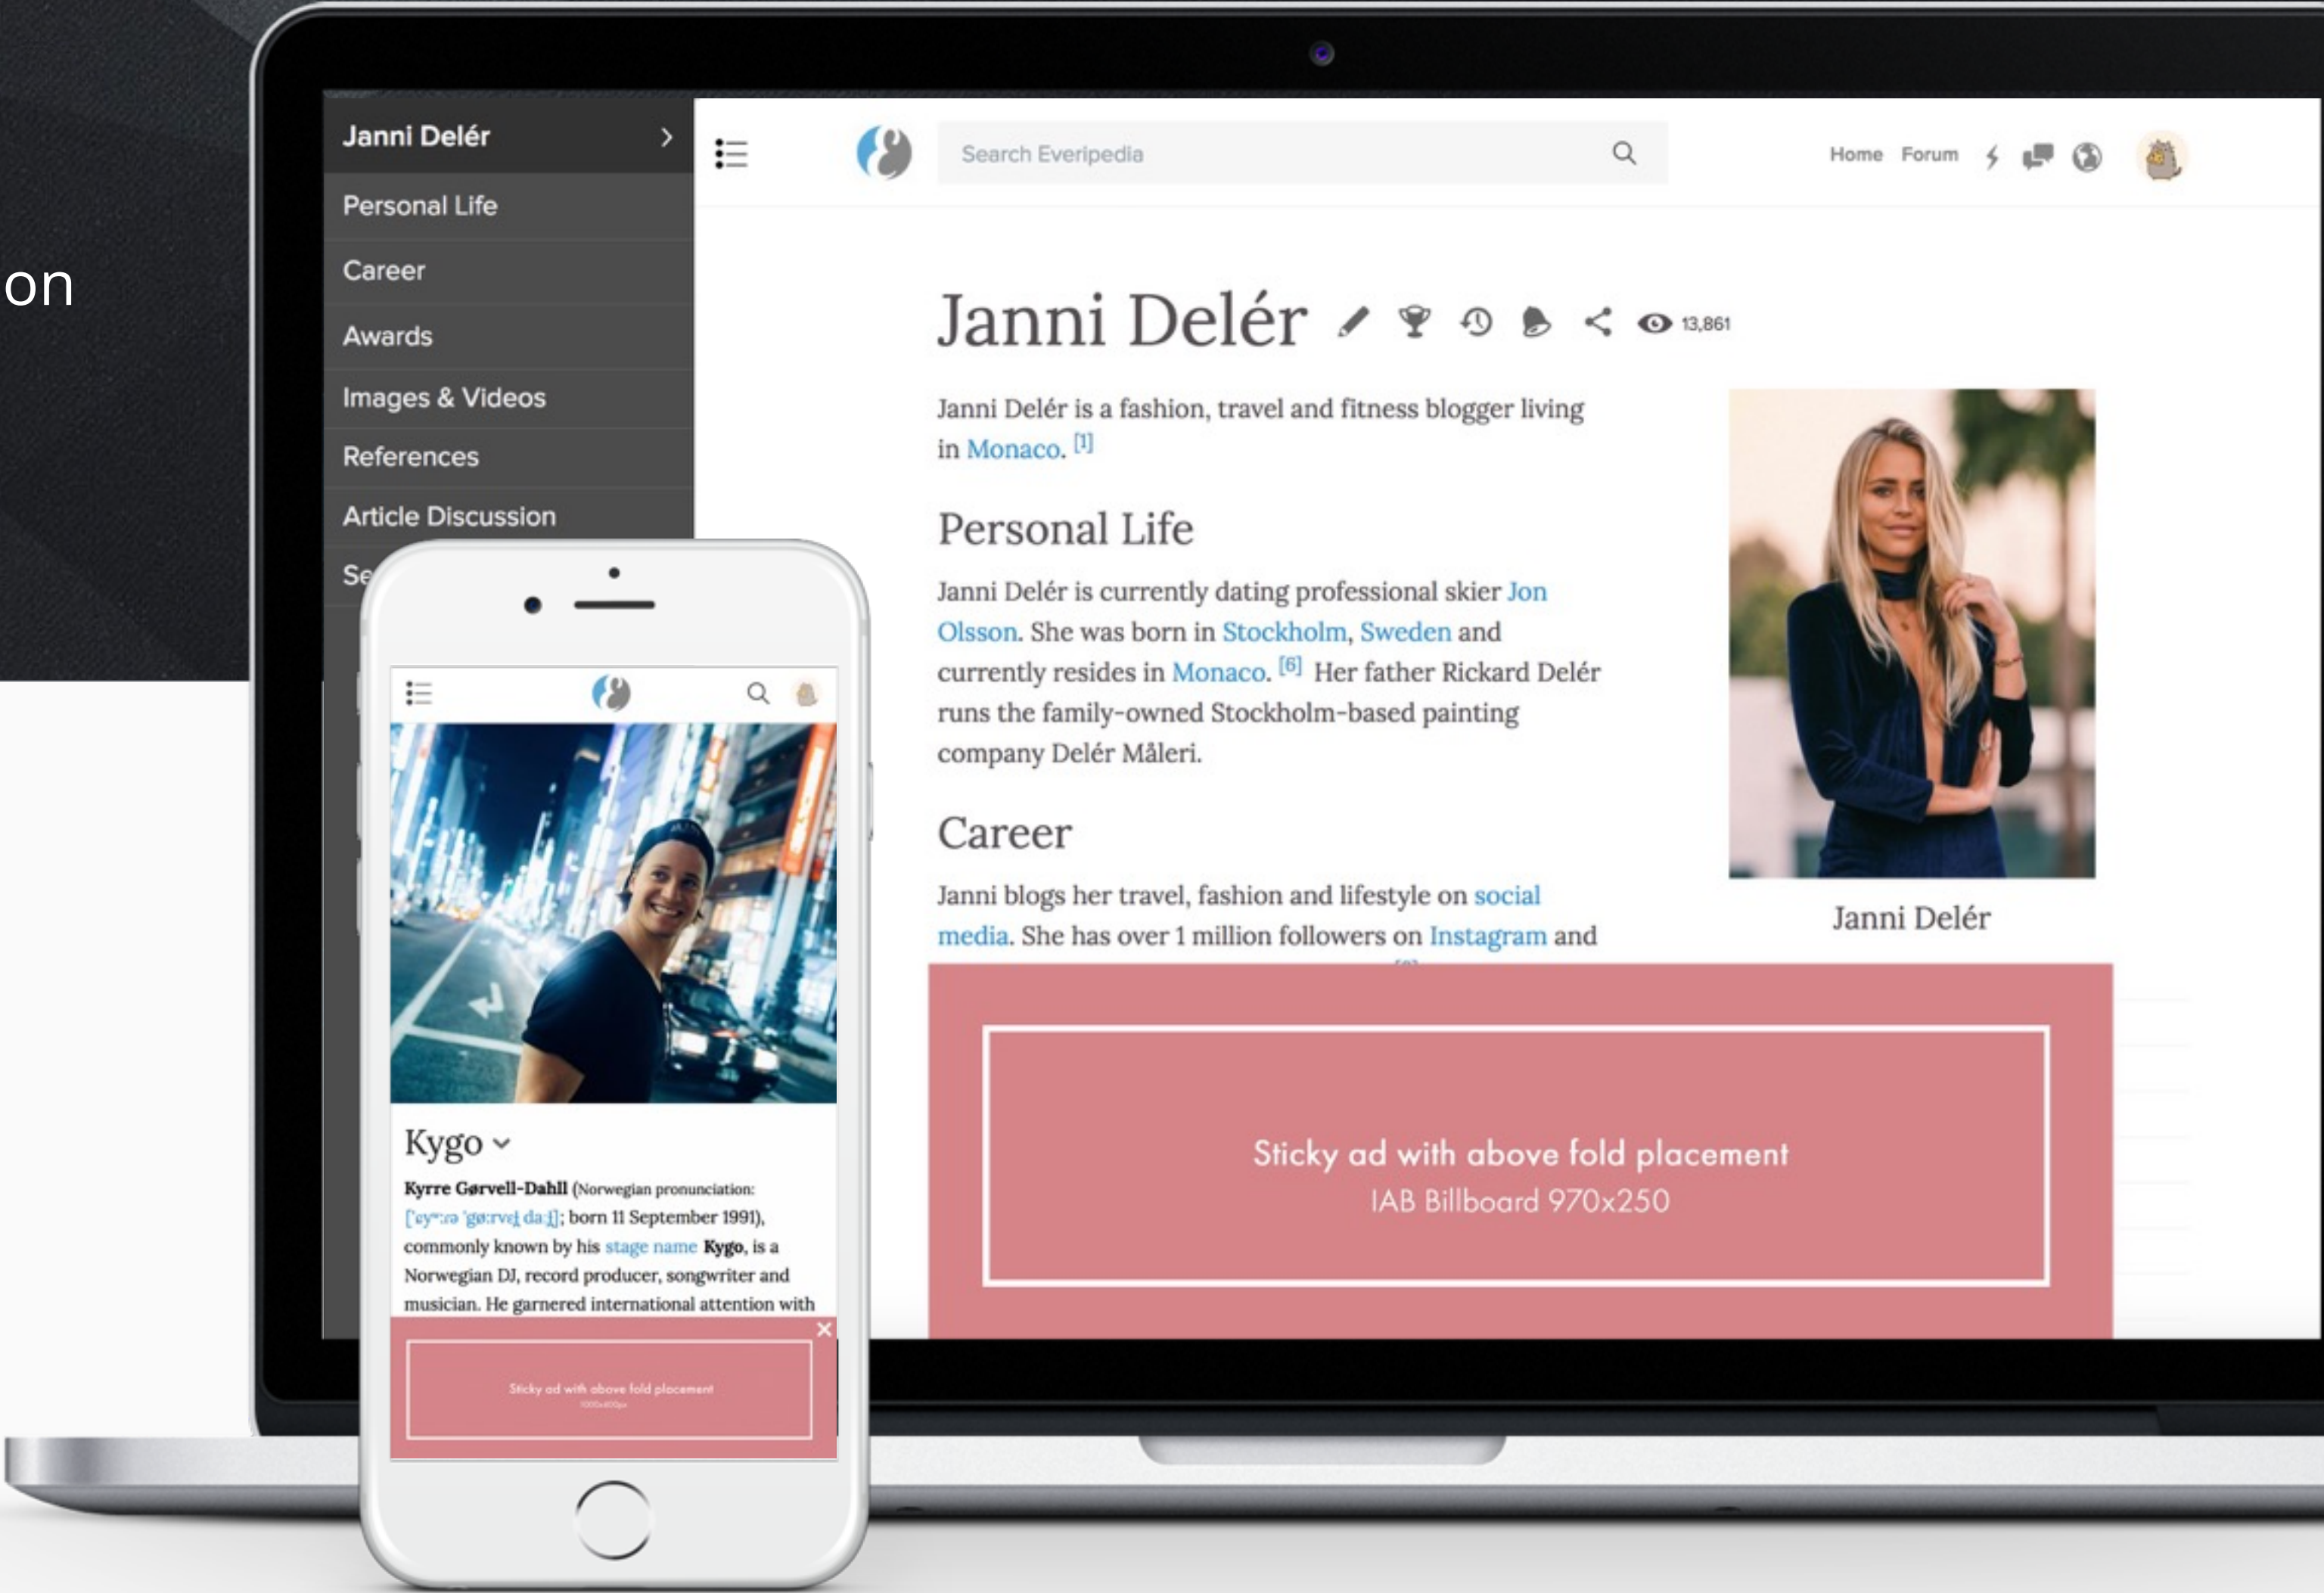 on
Janni Delér
Personal Life
Career
Awards
Images & Videos
References
Article Discussion
Search Everipedia
Home Forum
Janni Delér 13,861
Janni Delér is a fashion, travel and fitness blogger living
in Monaco. [1]
Personal Life
Janni Delér is currently dating professional skier Jon
Olsson. She was born in Stockholm, Sweden and
currently resides in Monaco. [6] Her father Rickard Delér
runs the family-owned Stockholm-based painting
company Delér Måleri.
Career
Janni blogs her travel, fashion and lifestyle on social
media. She has over 1 million followers on Instagram and
Janni Delér
Sticky ad with above fold placement
IAB Billboard 970x250
Kygo
Kyrre Gørvell-Dahll (Norwegian pronunciation:
born 11 September 1991),
commonly known by his stage name Kygo, is a
Norwegian DJ, record producer, songwriter and
musician. He garnered international attention with
Sticky ad with above fold placement